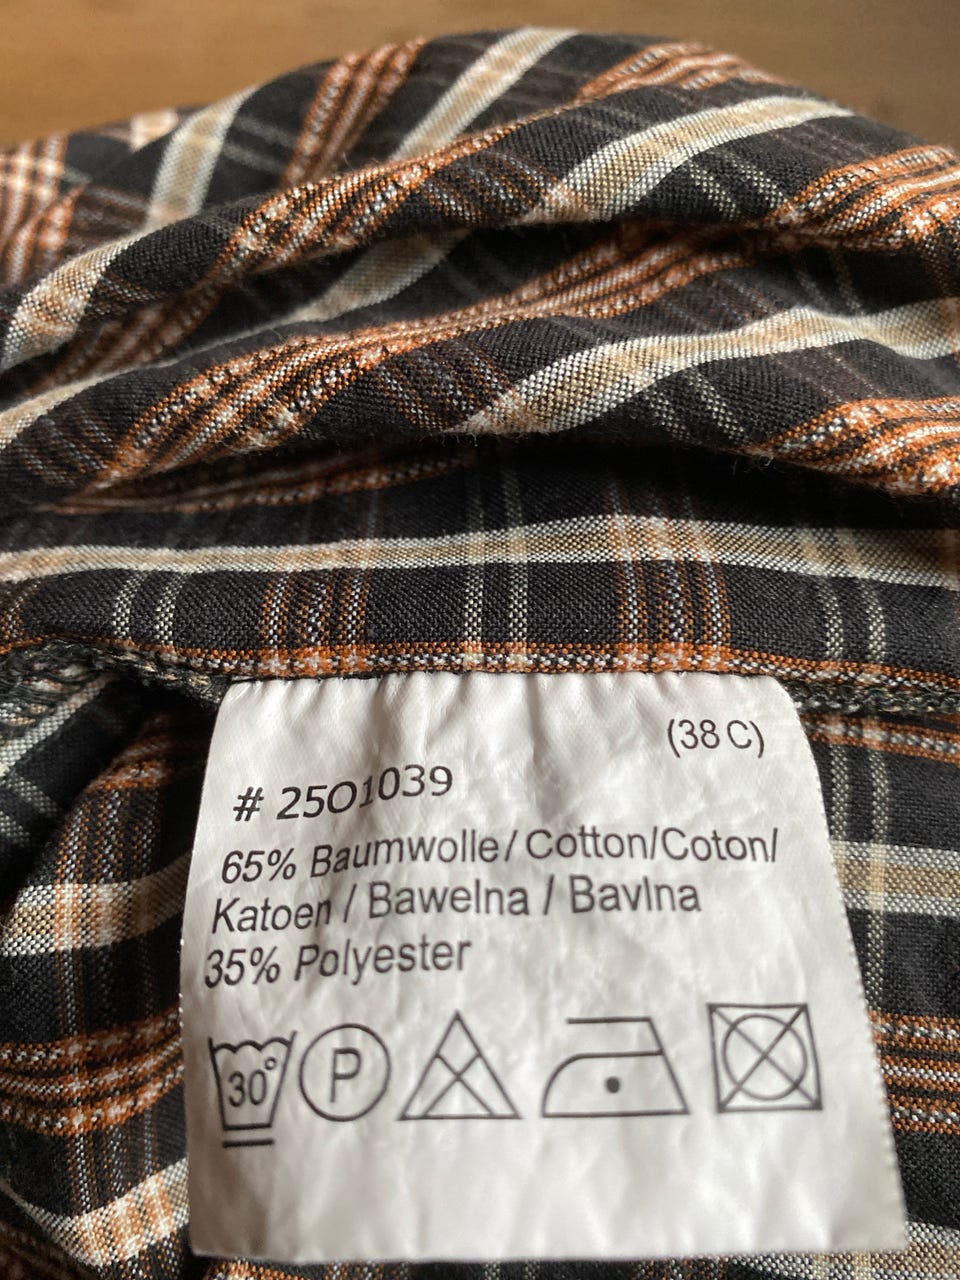 (38 C)
# 25O1039
65% Baumwolle/Cotton/Coton/
Katoen / Bawelna / Bavlna
35% Polyester
30° P